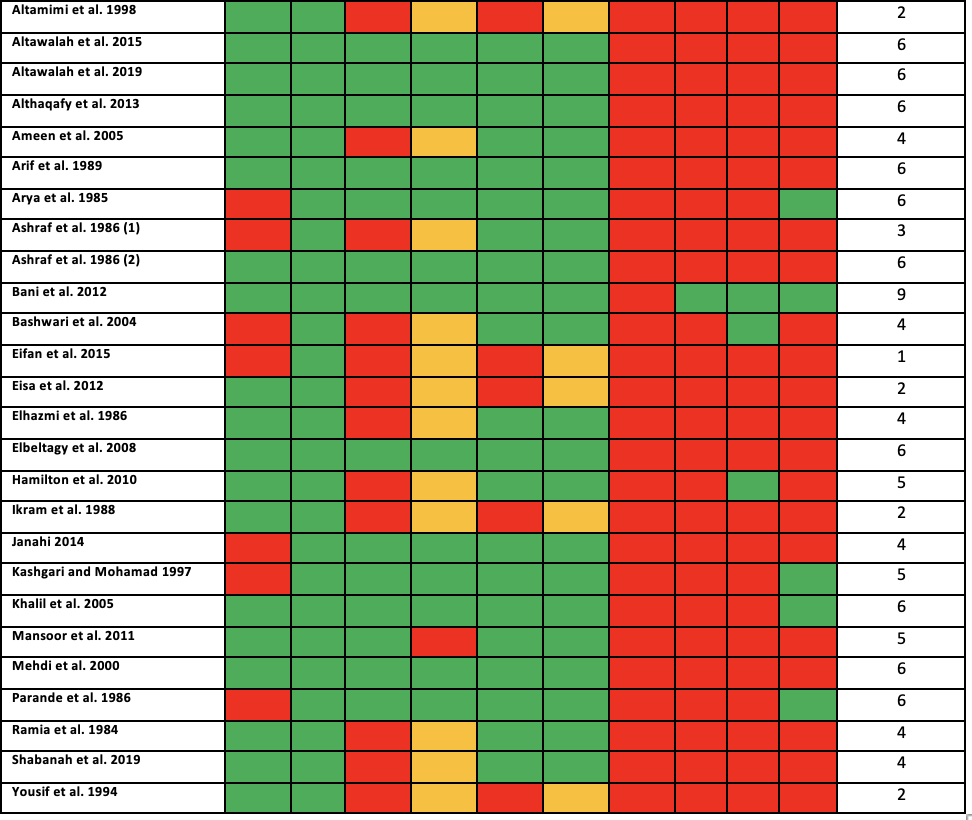 Altamimi et al. 1998 2
Altawalah et al. 2015 6
Altawalah et al. 2019 6
Althaqafy et al. 2013 6
Ameen et al. 2005 4
Arif et al. 1989 6
Arya et al. 1985 6
Ashraf et al. 1986 (1) 3
Ashraf et al. 1986 (2) 6
Bani et al. 2012 9
Bashwari et al. 2004 4
Eifan et al. 2015 1
Eisa et al. 2012 2
Elhazmi et al. 1986 4
Elbeltagy et al. 2008 6
Hamilton et al. 2010 5
Ikram et al. 1988 2
Janahi 2014 4
Kashgari and Mohamad 1997 5
Khalil et al. 2005 6
Mansoor et al. 2011 5
Mehdi et al. 2000 6
Parande et al. 1986 6
Ramia et al. 1984 4
Shabanah et al. 2019 4
Yousif et al. 1994 2